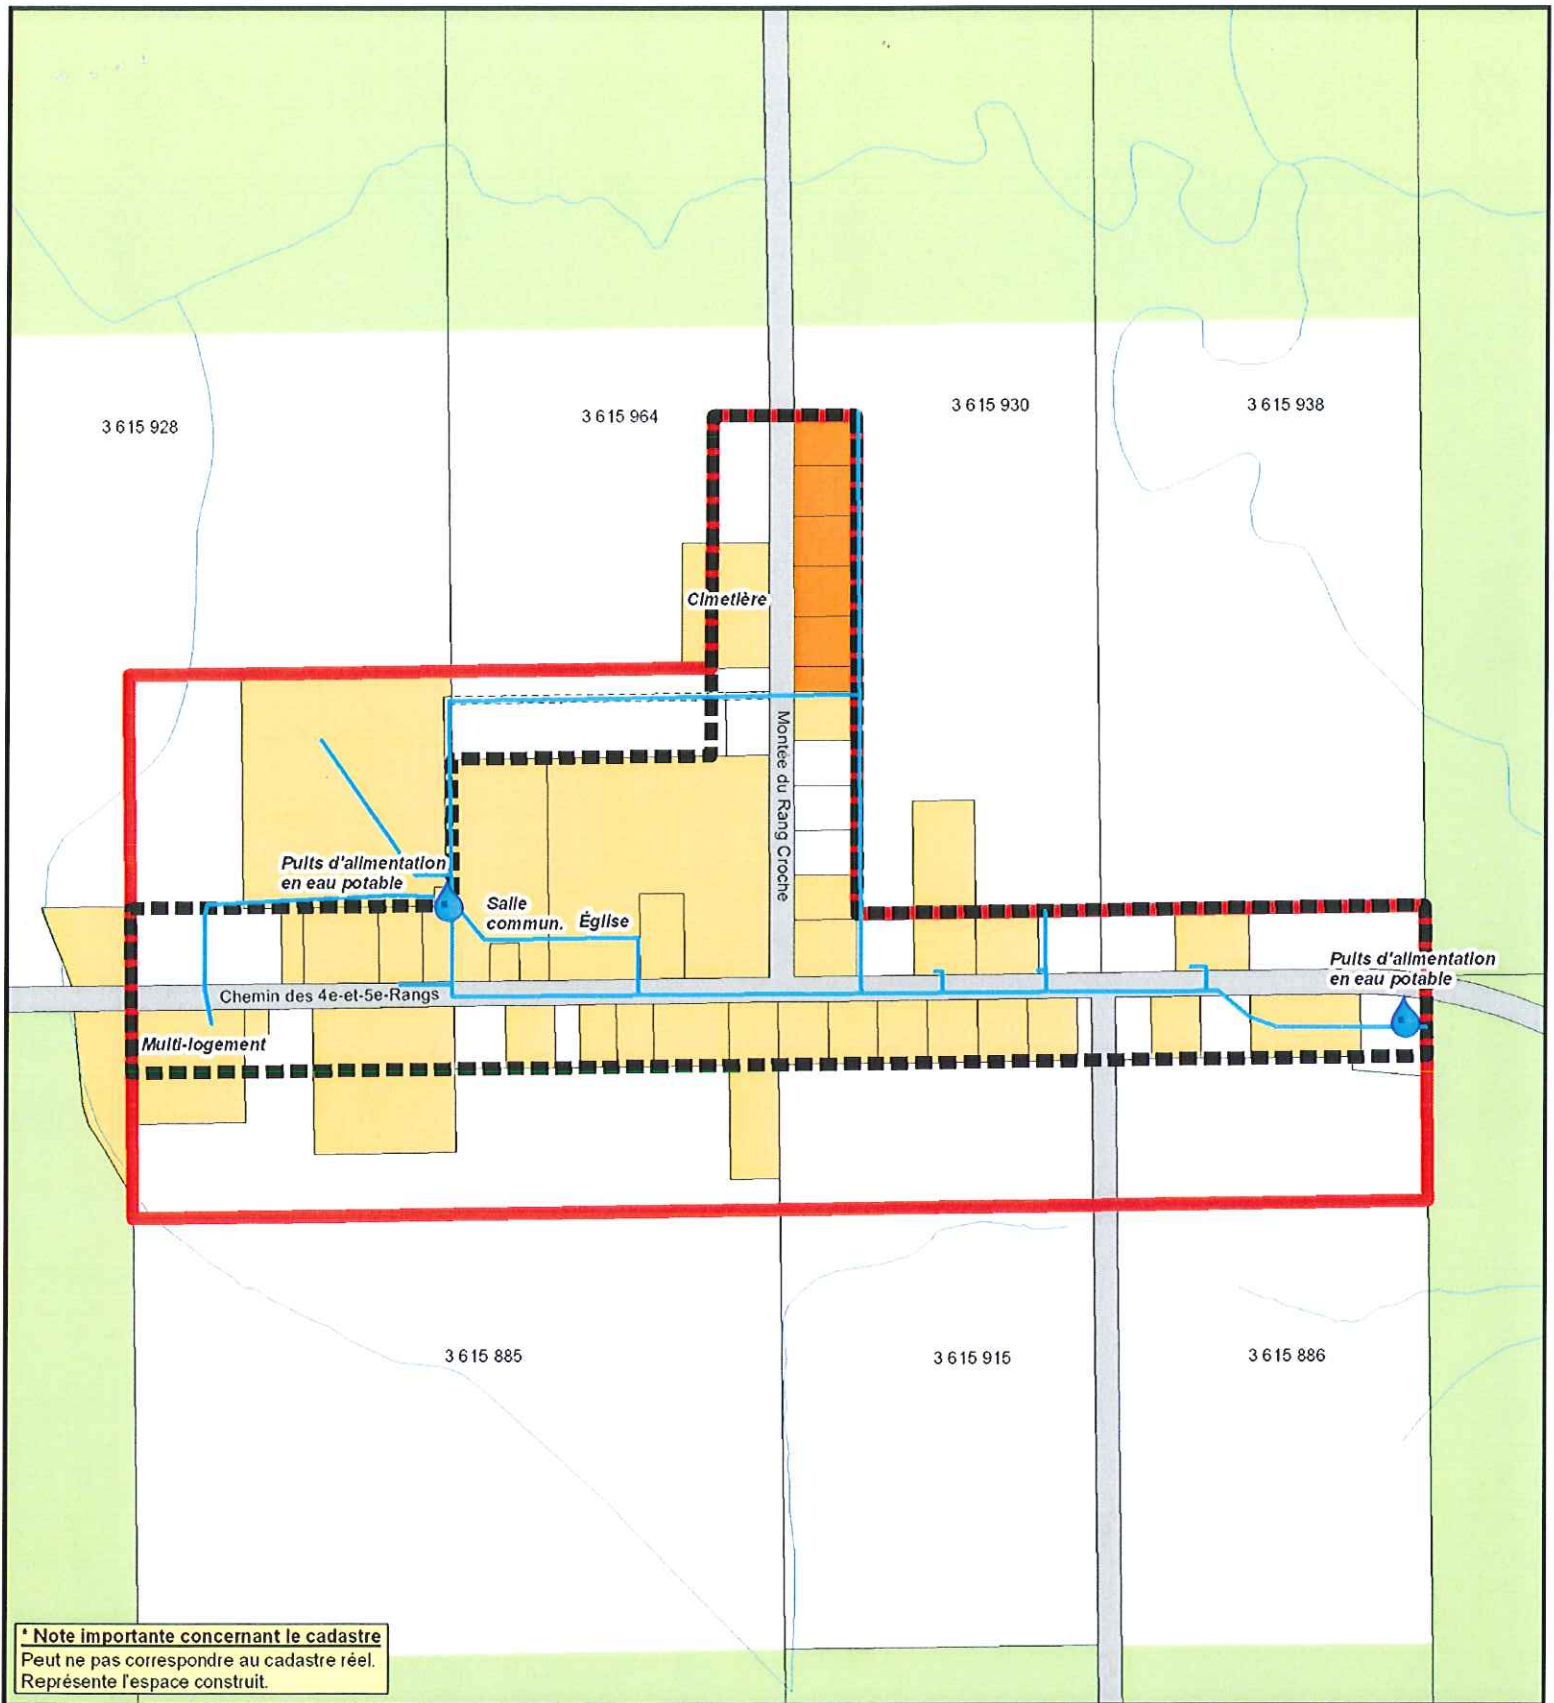 3 615 928
3 615 964
3 615 930
3 615 938
Cimetière
Montée du Rang Croche
Puits d'alimentation
en eau potable
Salle
commun.
Église
Puits d'alimentation
en eau potable
Chemin des 4e-et-5e-Rangs
Multi-logement
3 615 885
3 615 915
3 615 886
* Note importante concernant le cadastre
Peut ne pas correspondre au cadastre réel.
Représente l'espace construit.